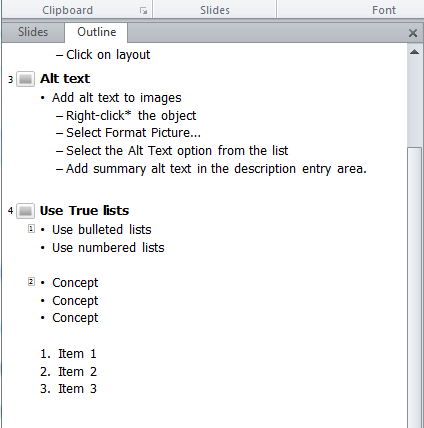 Clipboard Slides Font
Slides Outline
– Click on layout
3 Alt text
• Add alt text to images
– Right-click* the object
– Select Format Picture...
– Select the Alt Text option from the list
– Add summary alt text in the description entry area.
4 Use True lists
1 • Use bulleted lists
• Use numbered lists
2 • Concept
• Concept
• Concept
1. Item 1
2. Item 2
3. Item 3